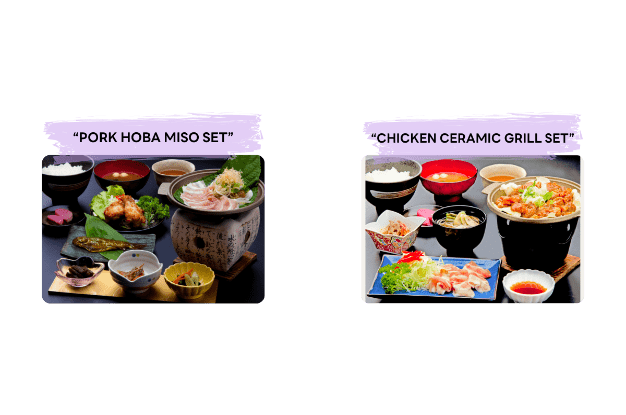 “PORK HOBA MISO SET”
“CHICKEN CERAMIC GRILL SET”